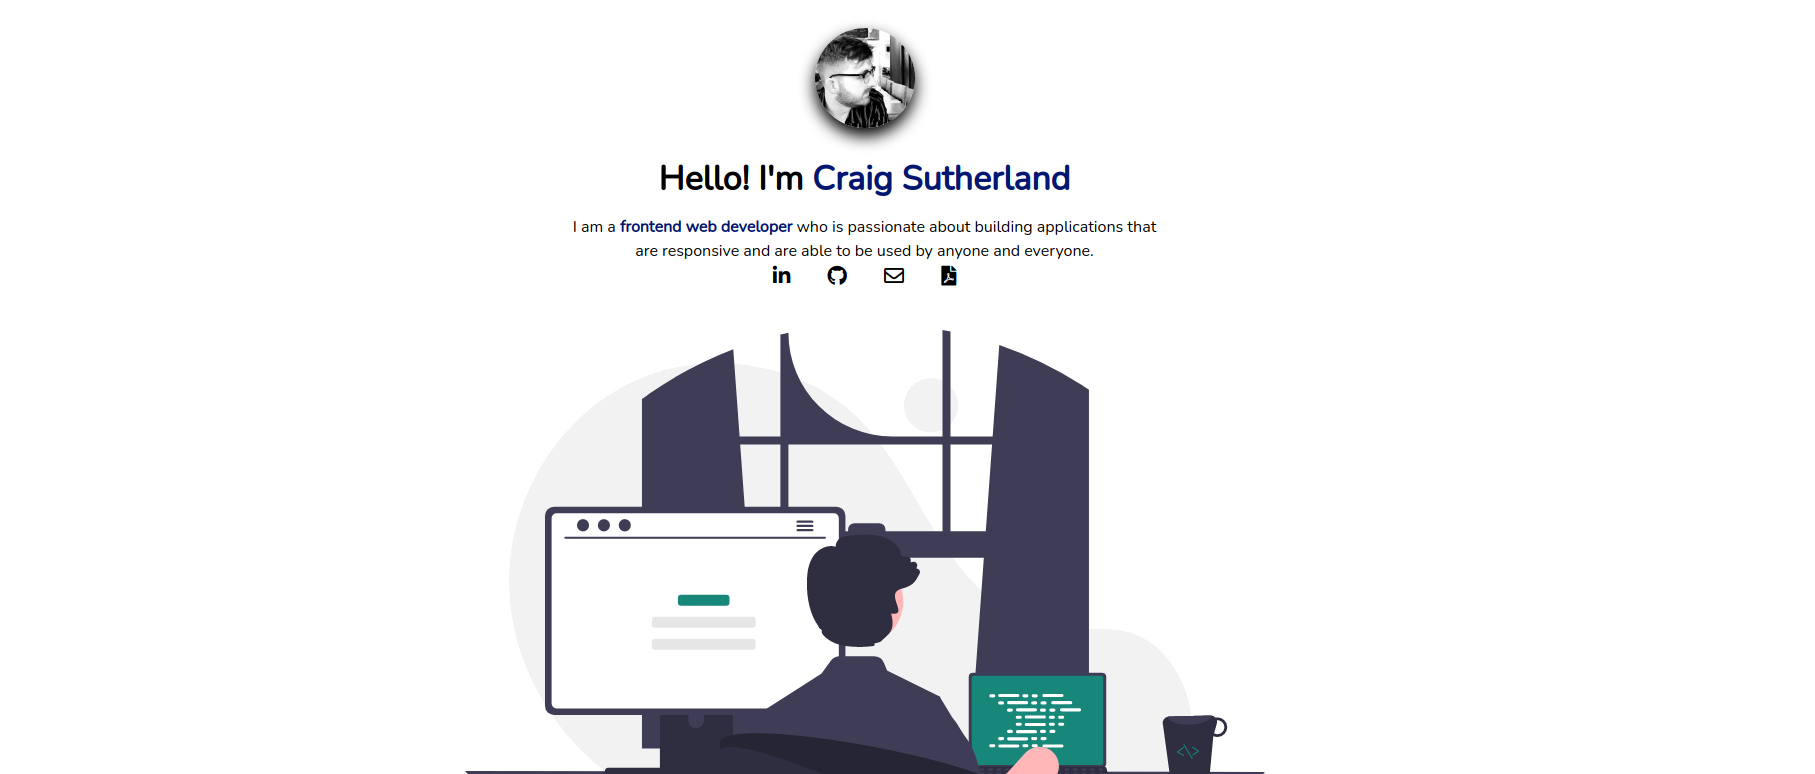 Hello! I'm Craig Sutherland
I am a frontend web developer who is passionate about building applications that
are responsive and are able to be used by anyone and everyone.
in
<\>